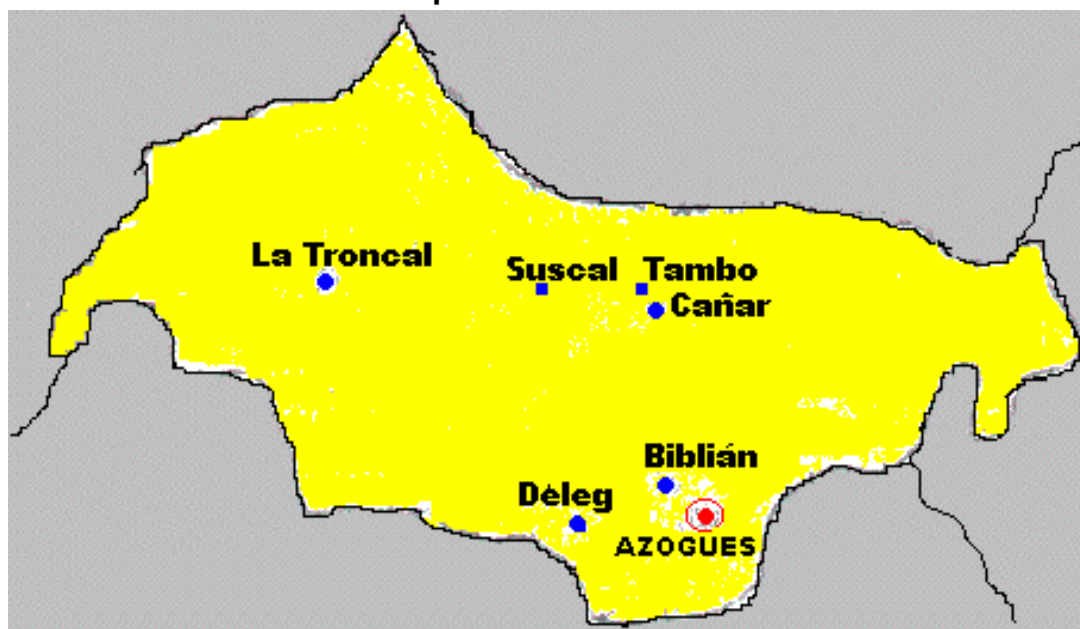 La Troncal
Suscal
Tambo
Cañar
Biblián
Déleg
AZOGUES